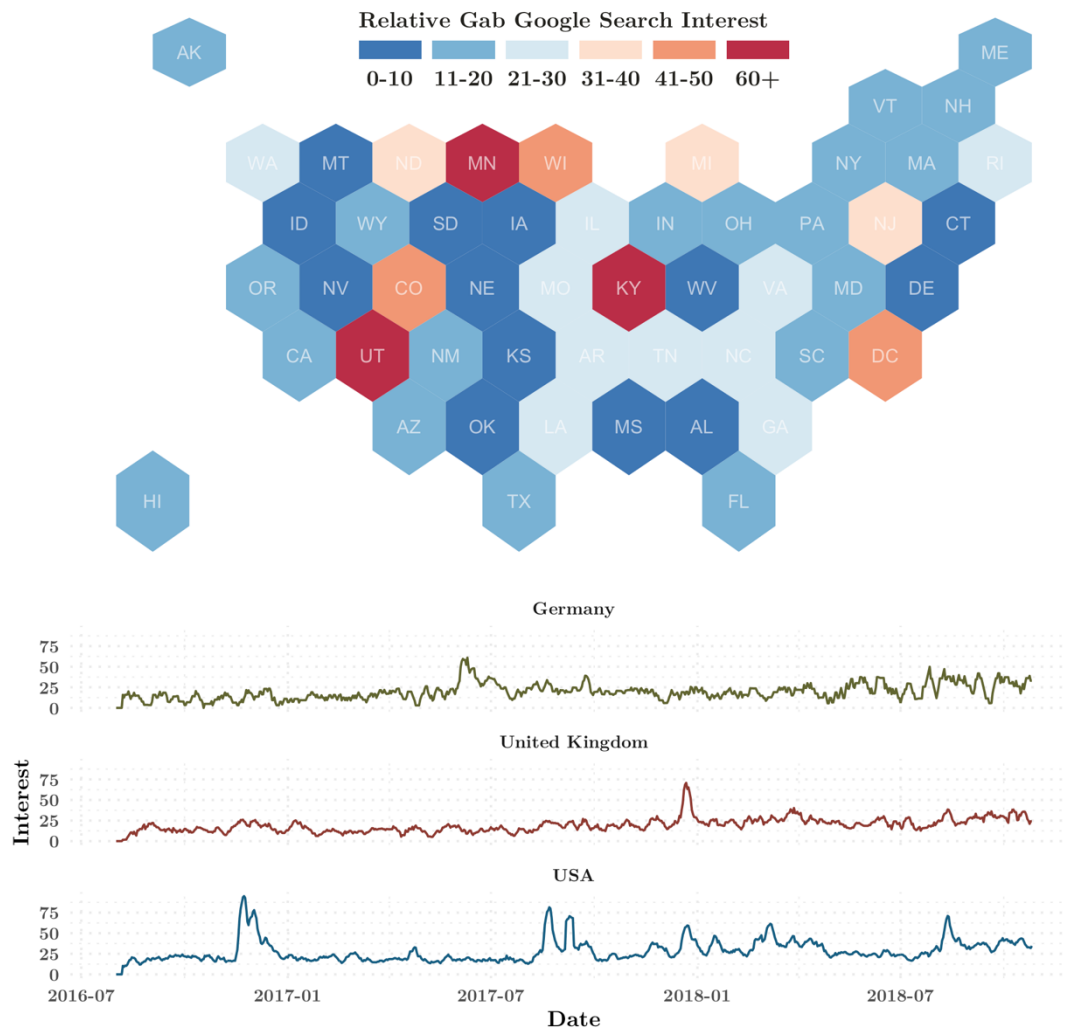 Relative Gab Google Search Interest
0-10 11-20 21-30 31-40 41-50 60+
AK ME
VT NH
WA MT ND MN WI MI NY MA RI
ID WY SD IA IL IN OH PA NJ CT
OR NV CO NE MO KY WV VA MD DE
CA UT NM KS AR TN NC SC DC
AZ OK LA MS AL GA
HI TX FL
Germany
75
50
25
0
United Kingdom
75
50
25
0
Interest
USA
75
50
25
0
2016-07 2017-01 2017-07 2018-01 2018-07
Date